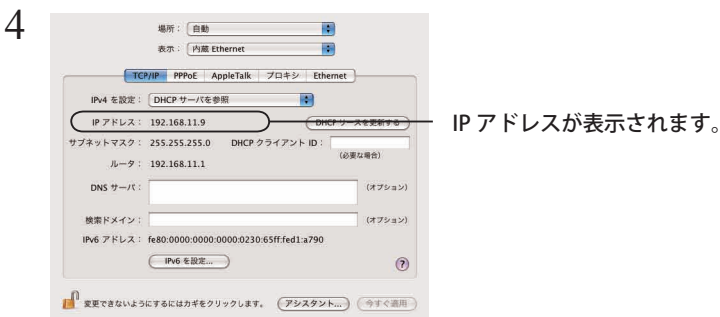 4
場所： 自動
表示： 内蔵 Ethernet
TCP/IP PPPoE AppleTalk プロキシ Ethernet
IPv4 を設定： DHCP サーバを参照
IP アドレス： 192.168.11.9 DHCP リースを更新する IP アドレスが表示されます。
サブネットマスク： 255.255.255.0 DHCP クライアント ID：
(必要な場合)
ルータ： 192.168.11.1
DNS サーバ： (オプション)
検索ドメイン： (オプション)
IPv6 アドレス： fe80:0000:0000:0000:0230:65ff:fed1:a790
IPv6 を設定... ?
変更できないようにするにはカギをクリックします。 アシスタント... 今すぐ適用